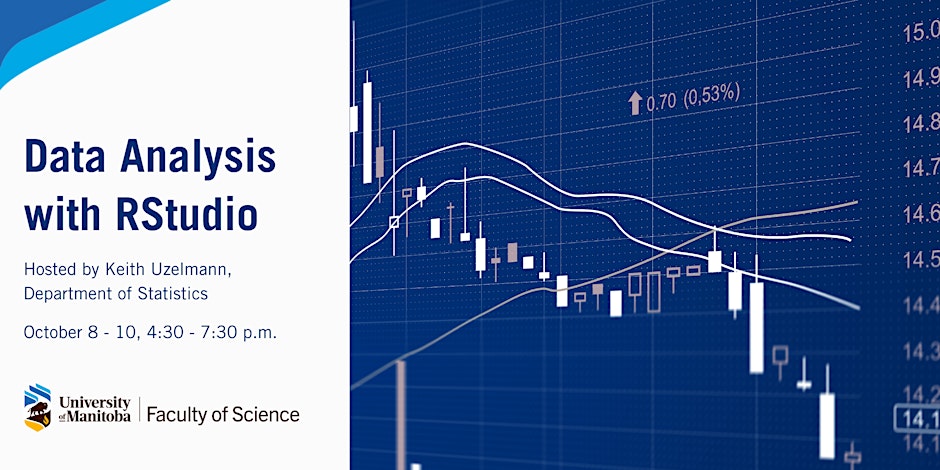 Data Analysis
with RStudio
Hosted by Keith Uzelmann,
Department of Statistics
October 8 - 10, 4:30 - 7:30 p.m.
University
of Manitoba
Faculty of Science
0.70 (0,53%)
15.0
14.9
14.8
14.7
14.6
14.5
14.4
14.3
14.2
14.1
14.1